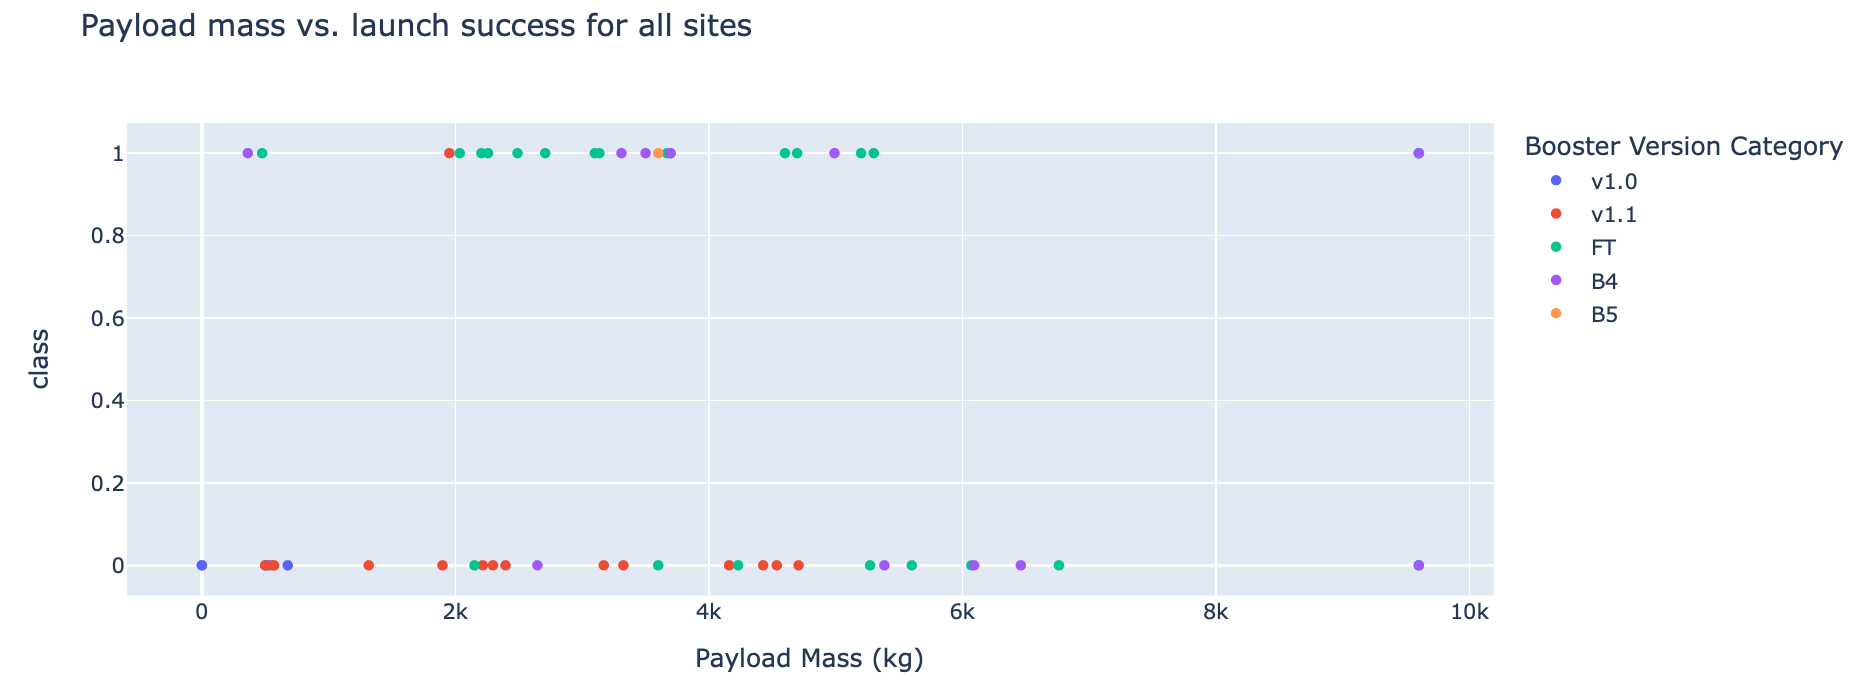 Payload mass vs. launch success for all sites
class
1
0.8
0.6
0.4
0.2
0
0 2k 4k 6k 8k 10k
Payload Mass (kg)
Booster Version Category
v1.0
v1.1
FT
B4
B5